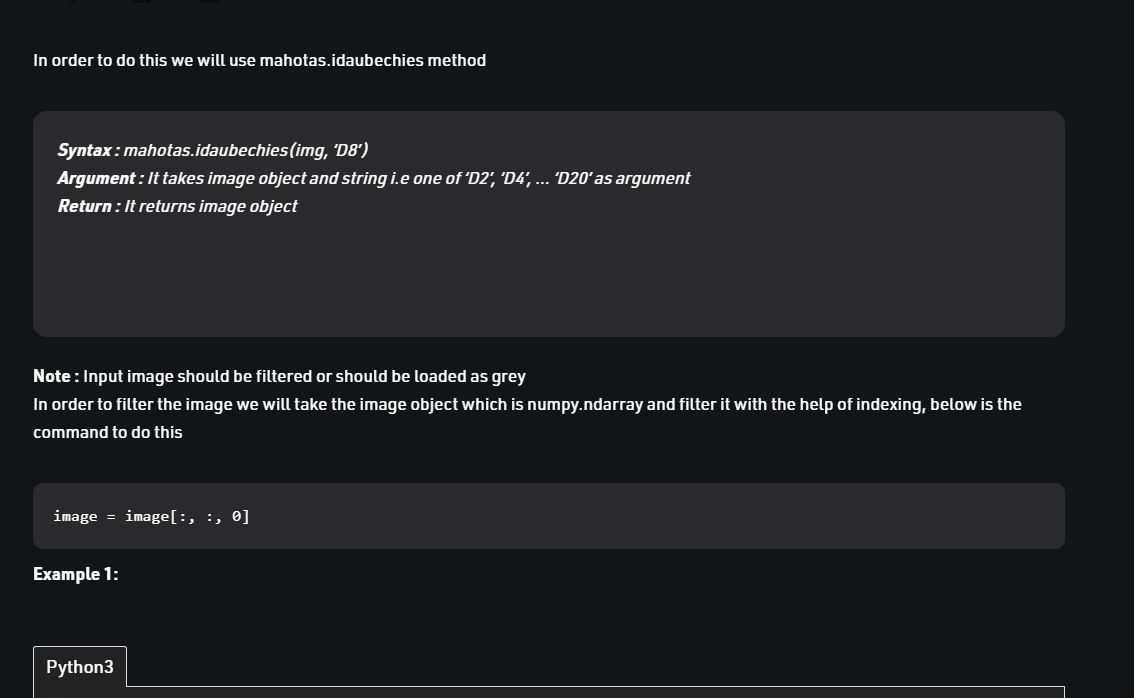 In order to do this we will use mahotas.idaubechies method
Syntax : mahotas.idaubechies(img, ‘D8’)
Argument : It takes image object and string i.e one of ‘D2’, ‘D4’, … ‘D20’ as argument
Return : It returns image object
Note : Input image should be filtered or should be loaded as grey
In order to filter the image we will take the image object which is numpy.ndarray and filter it with the help of indexing, below is the
command to do this
image = image[:, :, 0]
Example 1:
Python3